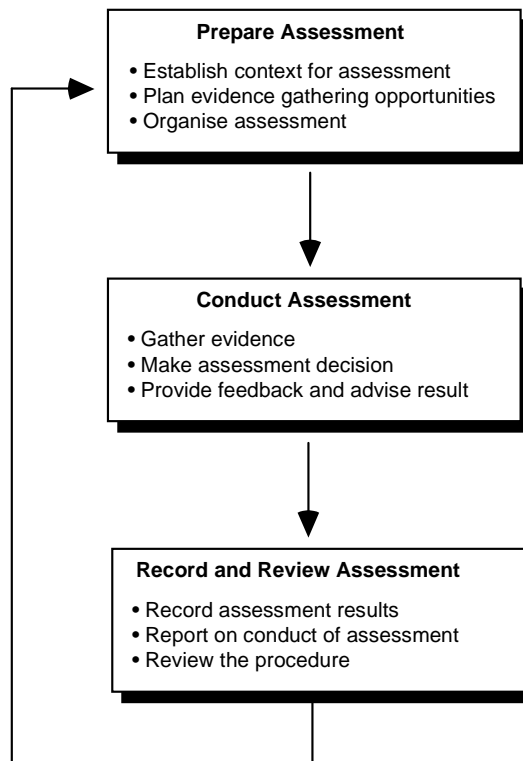 Prepare Assessment
• Establish context for assessment
• Plan evidence gathering opportunities
• Organise assessment
Conduct Assessment
• Gather evidence
• Make assessment decision
• Provide feedback and advise result
Record and Review Assessment
• Record assessment results
• Report on conduct of assessment
• Review the procedure